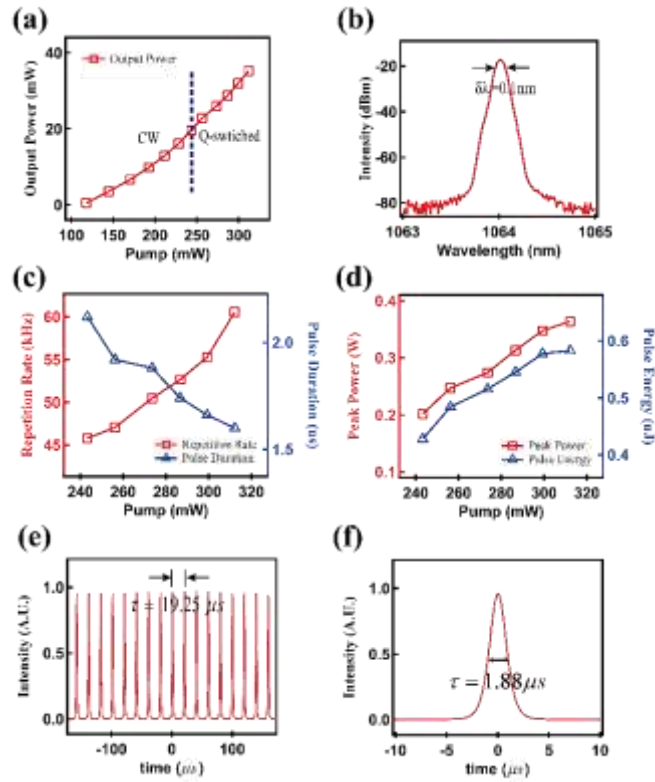 (a)
Output Power (mW)
40
20
0
Output Power
CW
Q-swtiched
100 150 200 250 300
Pump (mW)
(b)
Intensity (dBm)
-20
-40
-60
-80
δλ=0.1nm
1063 1064 1065
Wavelength (nm)
(c)
Repetition Rate (kHz)
60
55
50
45
Repetitive Rate
Pulse Duration
2.0
1.5
Pulse Duration (us)
240 260 280 300 320
Pump (mW)
(d)
Peak Power (W)
0.4
0.3
0.2
0.1
Peak Power
Pulse Energy
0.6
0.5
0.4
Pulse Energy (uJ)
240 260 280 300 320
Pump (mW)
(e)
Intensity (A.U.)
1.0
0.5
0.0
τ = 19.25 μs
-100 0 100
time (μs)
(f)
Intensity (A.U.)
1.0
0.5
0.0
τ = 1.88μs
-10 -5 0 5 10
time (μs)